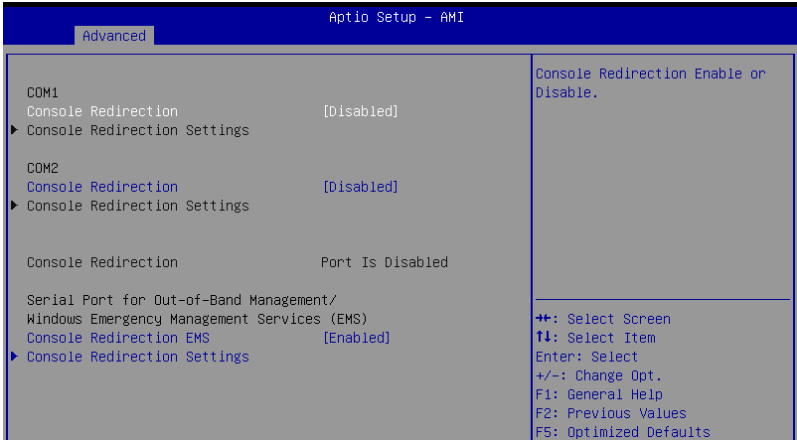 Aptio Setup – AMI
Advanced
COM1
Console Redirection [Disabled]
Console Redirection Settings
COM2
Console Redirection [Disabled]
Console Redirection Settings
Console Redirection Port Is Disabled
Serial Port for Out-of-Band Management/
Windows Emergency Management Services (EMS)
Console Redirection EMS [Enabled]
Console Redirection Settings
Console Redirection Enable or
Disable.
→←: Select Screen
↑↓: Select Item
Enter: Select
+/-: Change Opt.
F1: General Help
F2: Previous Values
F5: Optimized Defaults